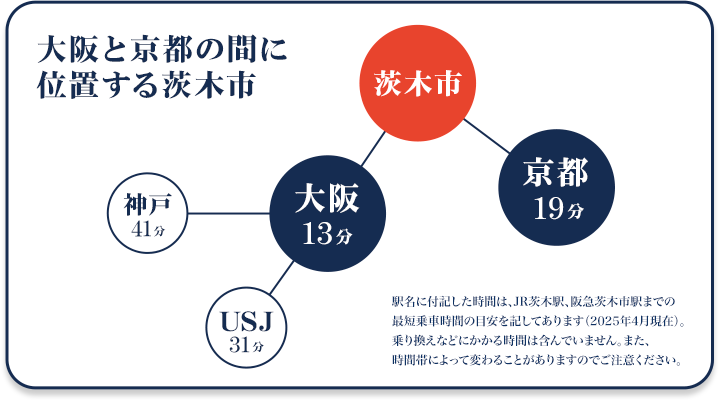 大阪と京都の間に
位置する茨木市
茨木市
京都
19分
大阪
13分
神戸
41分
USJ
31分
駅名に付記した時間は、JR茨木駅、阪急茨木市駅までの
最短乗車時間の目安を記してあります(2025年4月現在)。
乗り換えなどにかかる時間は含んでいません。また、
時間帯によって変わることがありますのでご注意ください。